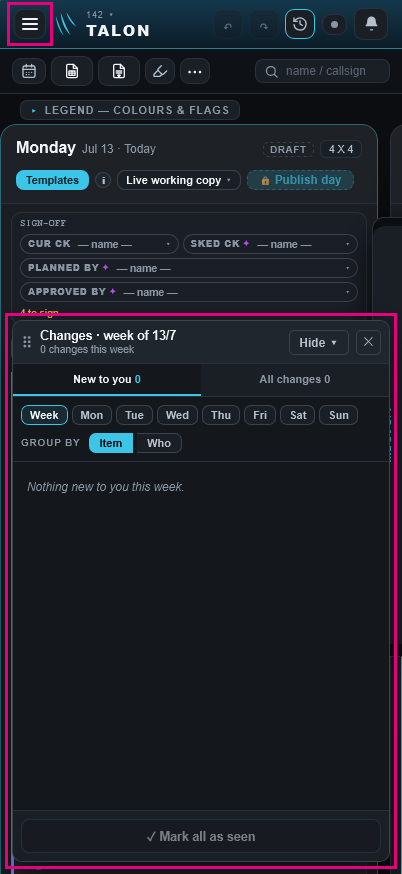 142
TALON
name / callsign
LEGEND — COLOURS & FLAGS
Monday Jul 13 · Today
DRAFT
4 X 4
Templates
i
Live working copy
Publish day
SIGN-OFF
CUR CK — name —
SKED CK — name —
PLANNED BY — name —
APPROVED BY — name —
4 to sign
Changes · week of 13/7
0 changes this week
Hide
New to you 0
All changes 0
Week Mon Tue Wed Thu Fri Sat Sun
GROUP BY Item Who
Nothing new to you this week.
✓ Mark all as seen